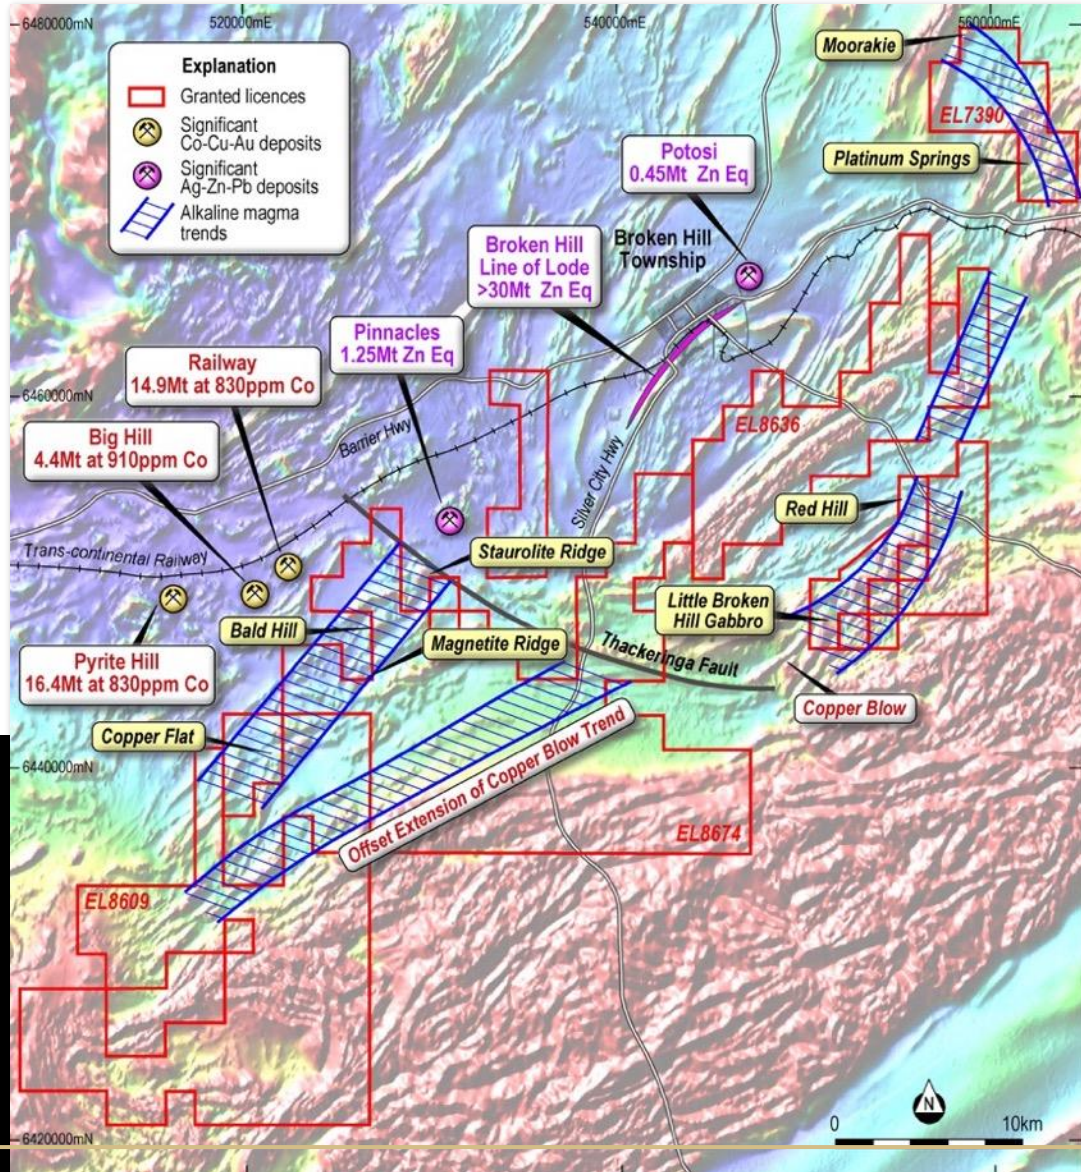 6480000mN
520000mE
540000mE
560000mE
Explanation
Granted licences
Significant
Co-Cu-Au deposits
Significant
Ag-Zn-Pb deposits
Alkaline magma
trends
Moorakie
EL7390
Platinum Springs
Potosi
0.45Mt Zn Eq
Broken Hill
Line of Lode
>30Mt Zn Eq
Broken Hill
Township
Pinnacles
1.25Mt Zn Eq
Railway
14.9Mt at 830ppm Co
6460000mN
Big Hill
4.4Mt at 910ppm Co
Barrier Hwy
EL8636
Silver City Hwy
Red Hill
Trans-continental Railway
Staurolite Ridge
Little Broken
Hill Gabbro
Bald Hill
Magnetite Ridge
Thackeringa Fault
Pyrite Hill
16.4Mt at 830ppm Co
Copper Blow
Copper Flat
6440000mN
Offset Extension of Copper Blow Trend
EL8674
EL8609
N
0
10km
6420000mN